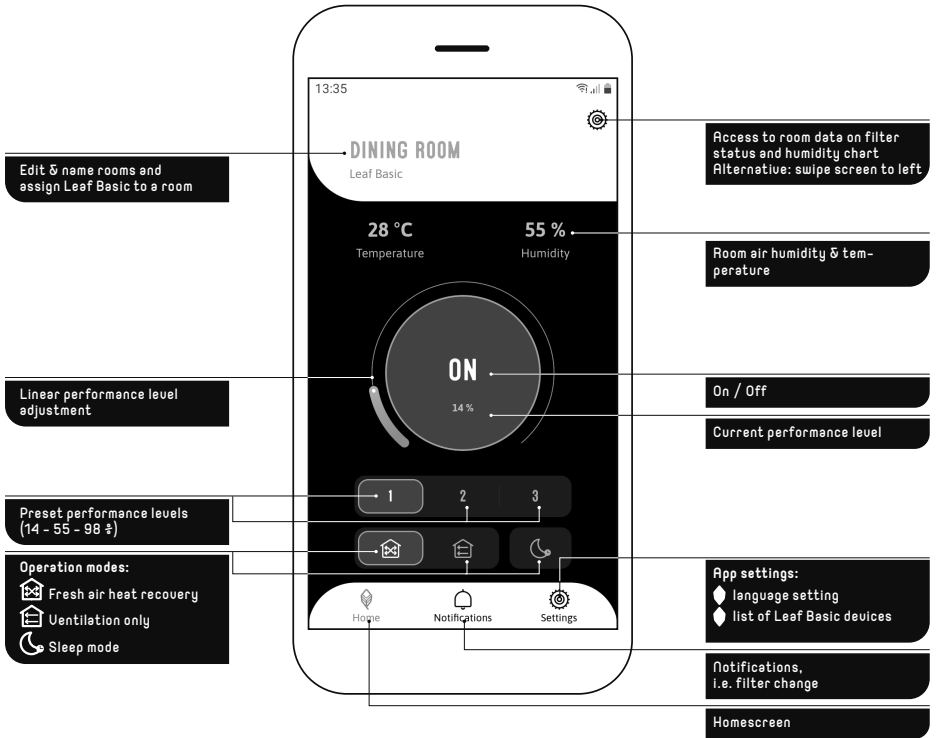 13:35
DINING ROOM
Leaf Basic
28 °C
55 %
Temperature
Humidity
ON
14 %
1
2
3
Home
Notifications
Settings
Edit & name rooms and
assign Leaf Basic to a room
Linear performance level
adjustment
Preset performance levels
(14 - 55 - 98 %)
Operation modes:
Fresh air heat recovery
Ventilation only
Sleep mode
Access to room data on filter
status and humidity chart
Alternative: swipe screen to left
Room air humidity & tem-
perature
On / Off
Current performance level
App settings:
language setting
list of Leaf Basic devices
Notifications,
i.e. filter change
Homescreen